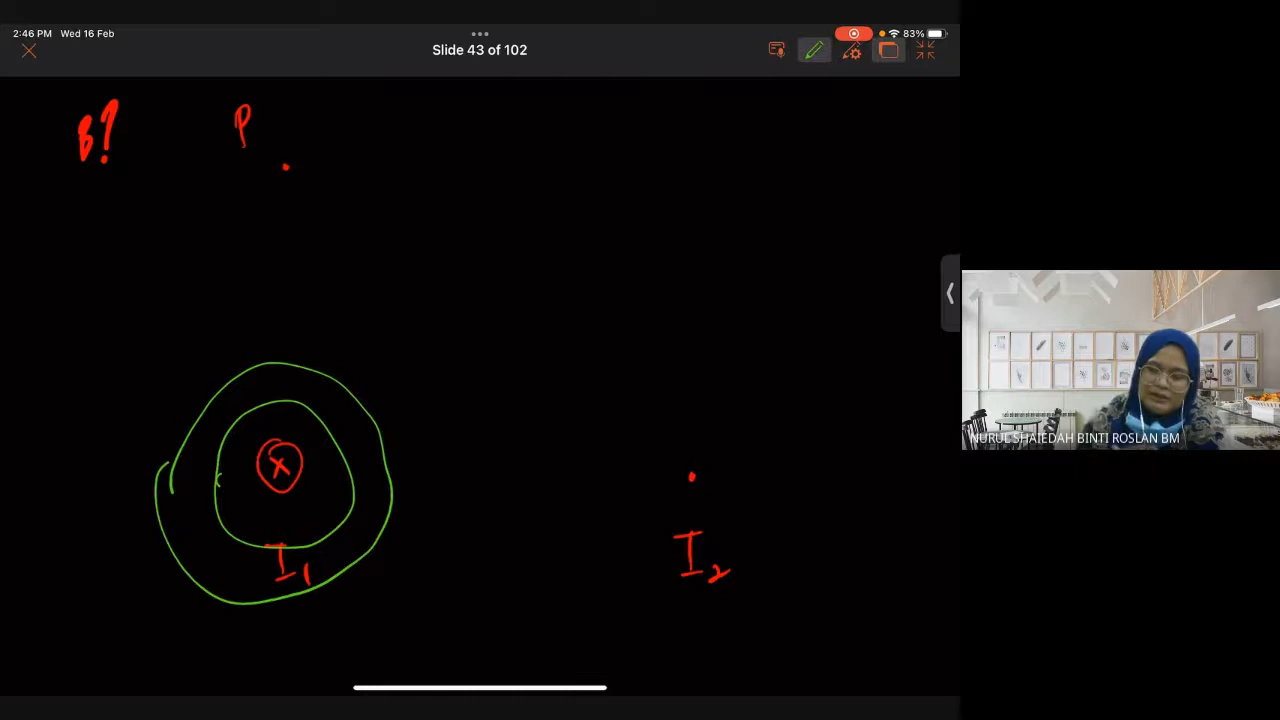 2:46 PM Wed 16 Feb
83%
Slide 43 of 102
B? P
x
I1
I2
NURUL SHAIEDAH BINTI ROSLAN BM